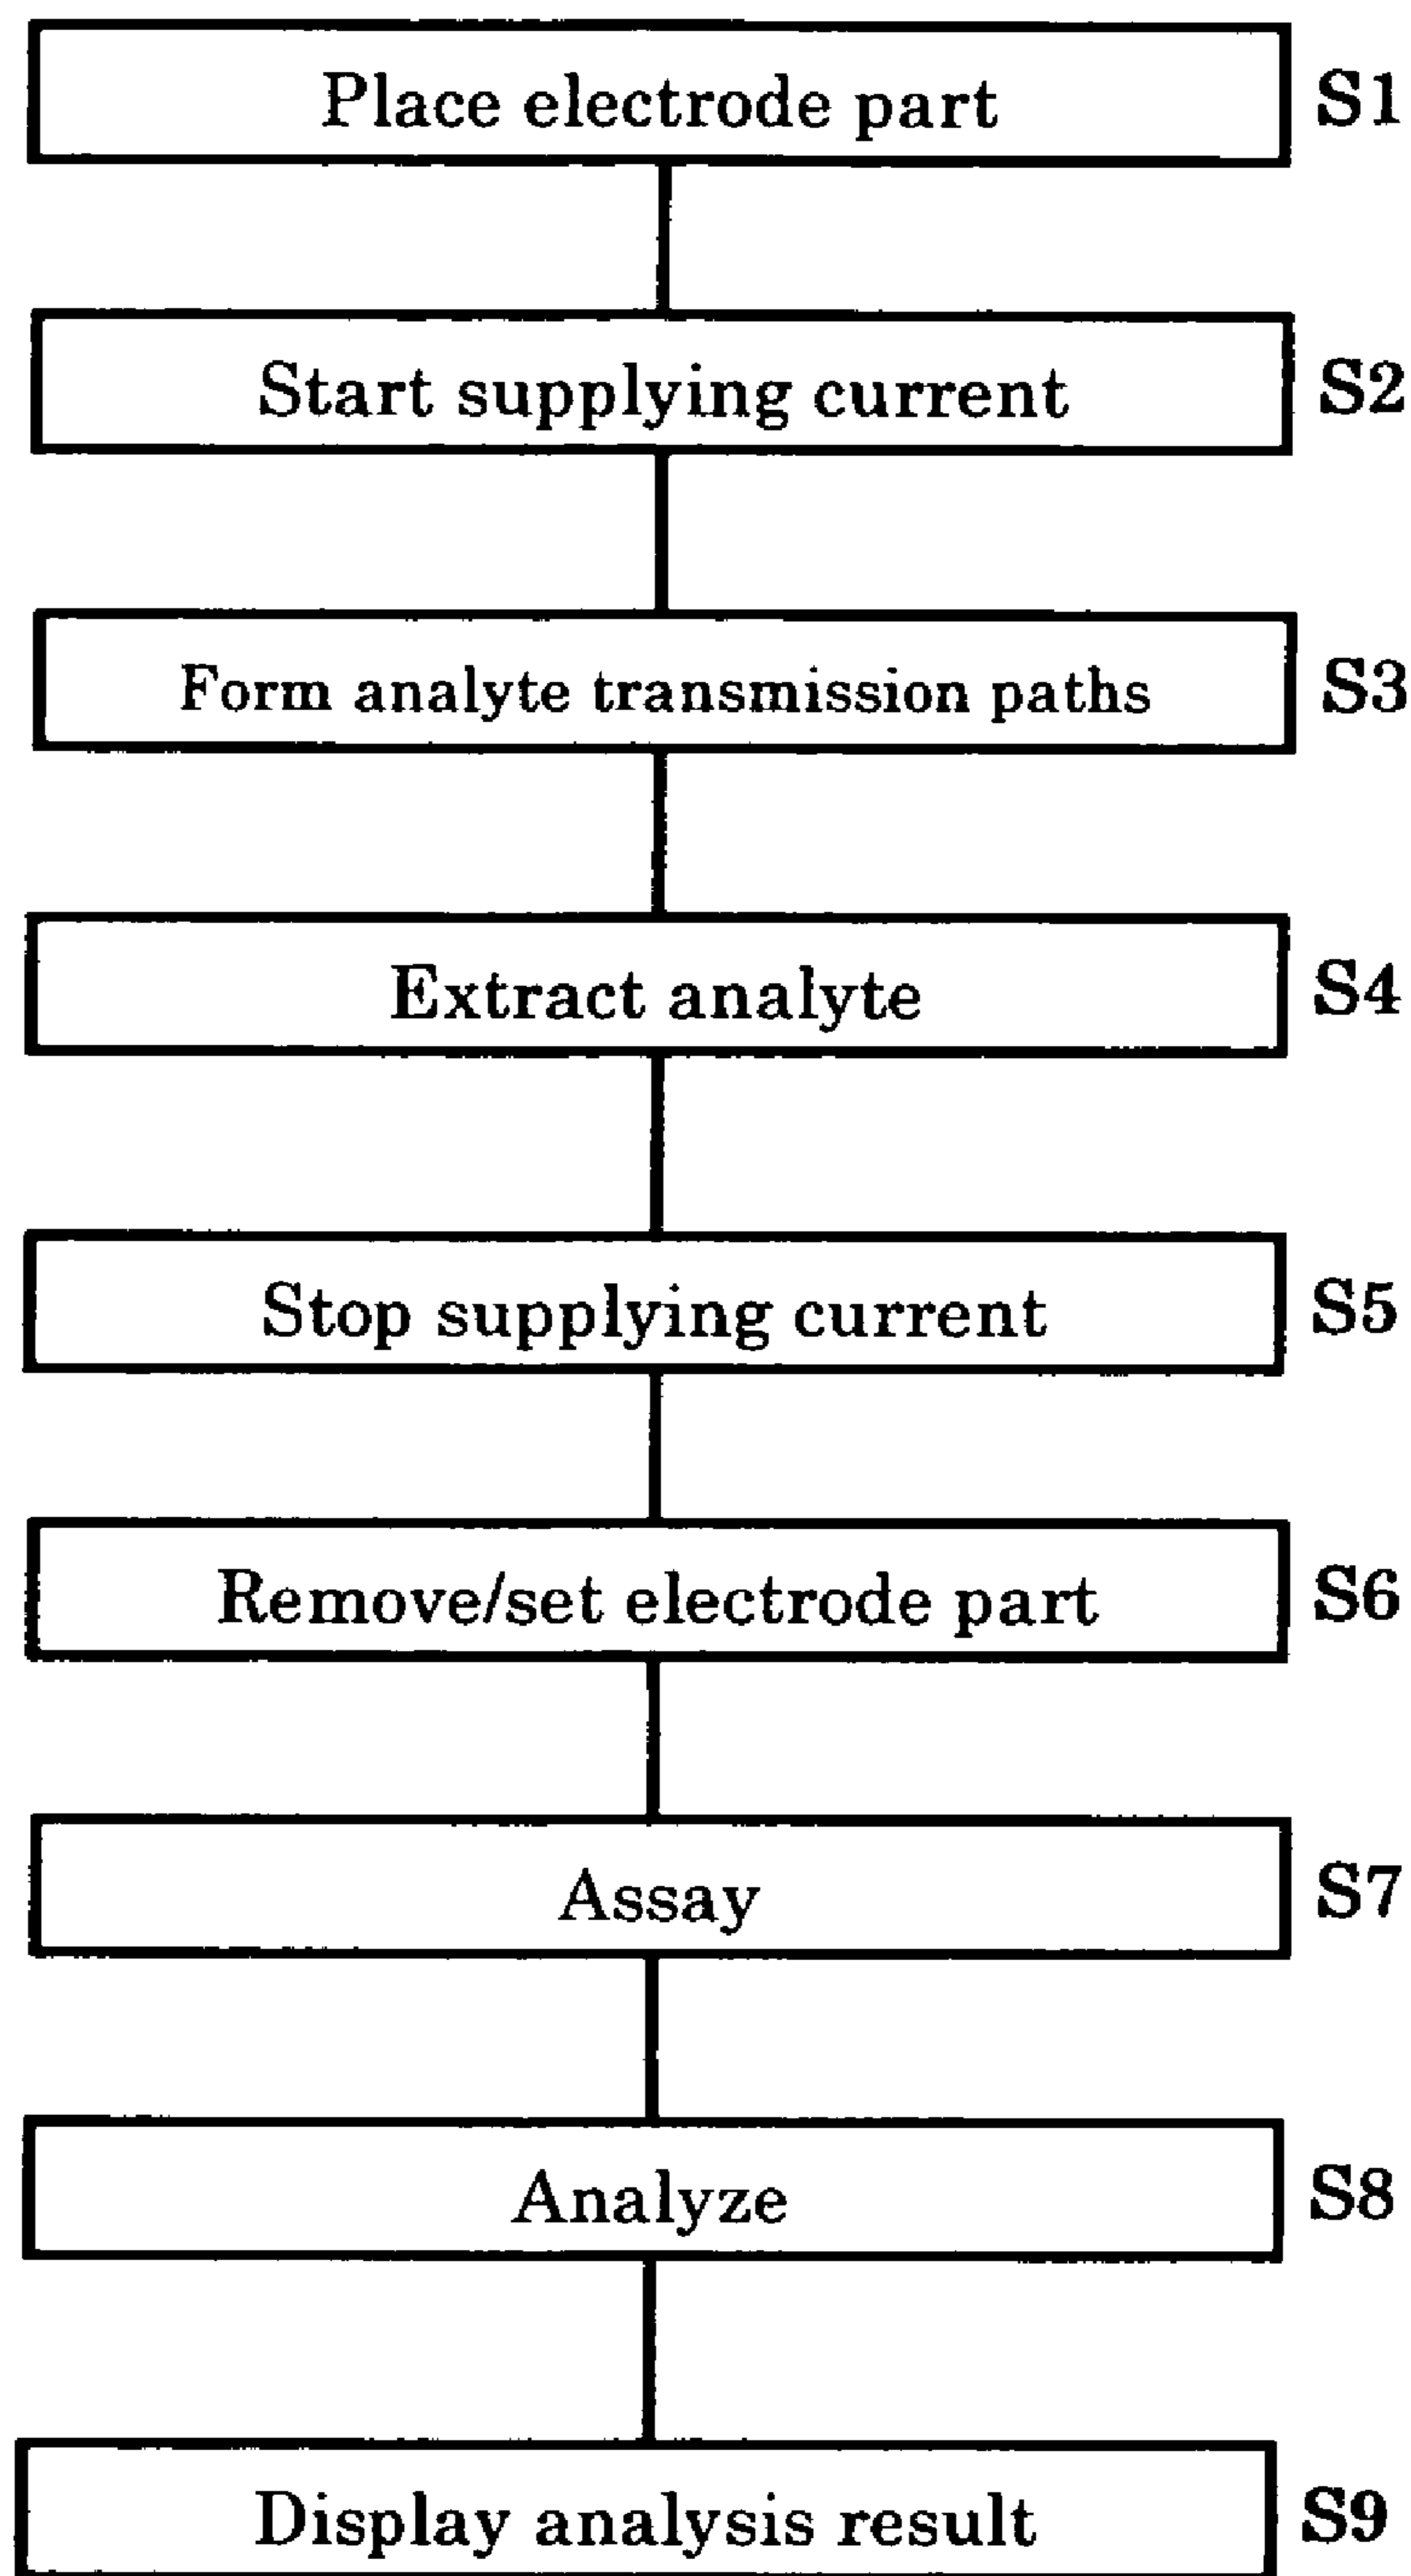 Place electrode part S1
Start supplying current S2
Form analyte transmission paths S3
Extract analyte S4
Stop supplying current S5
Remove/set electrode part S6
Assay S7
Analyze S8
Display analysis result S9